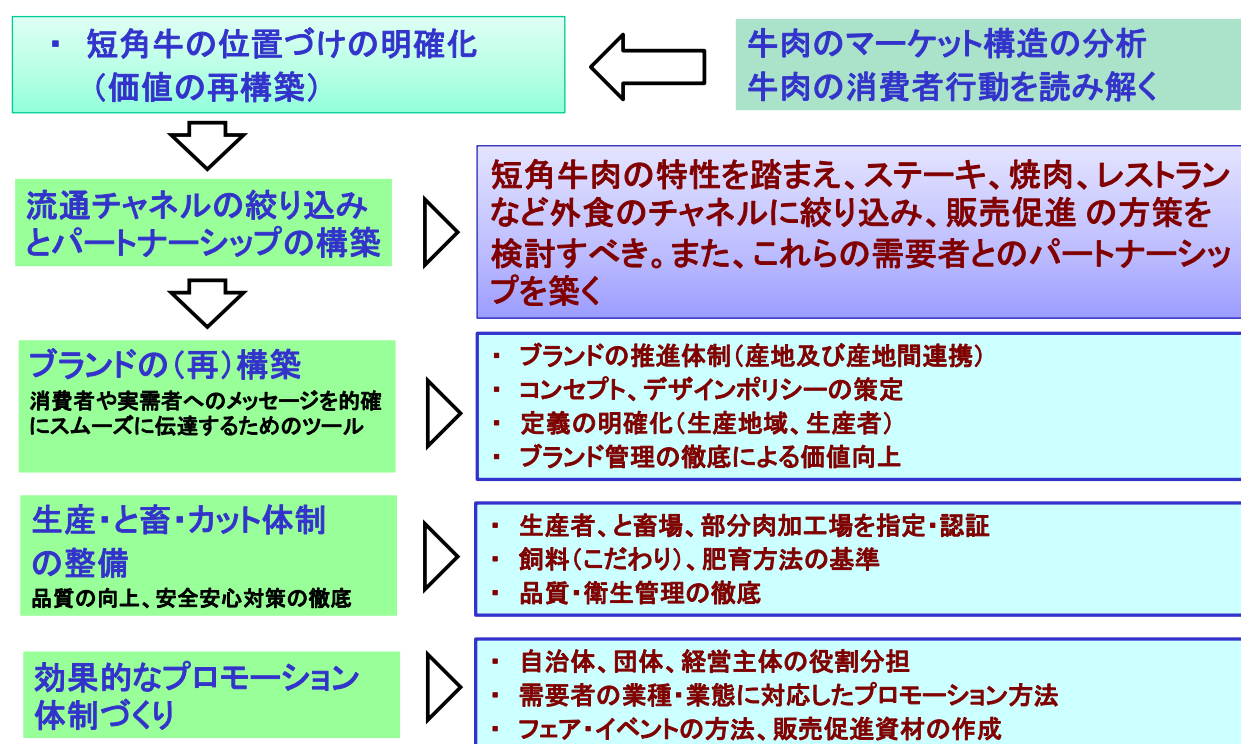 ・ 短角牛の位置づけの明確化
（価値の再構築）
牛肉のマーケット構造の分析
牛肉の消費者行動を読み解く
流通チャネルの絞り込み
とパートナーシップの構築
短角牛肉の特性を踏まえ、ステーキ、焼肉、レストラン
など外食のチャネルに絞り込み、販売促進 の方策を
検討すべき。また、これらの需要者とのパートナーシッ
プを築く
ブランドの（再）構築
消費者や実需者へのメッセージを的確
にスムーズに伝達するためのツール
・ ブランドの推進体制（産地及び産地間連携）
・ コンセプト、デザインポリシーの策定
・ 定義の明確化（生産地域、生産者）
・ ブランド管理の徹底による価値向上
生産・と畜・カット体制
の整備
品質の向上、安全安心対策の徹底
・ 生産者、と畜場、部分肉加工場を指定・認証
・ 飼料（こだわり）、肥育方法の基準
・ 品質・衛生管理の徹底
効果的なプロモーション
体制づくり
・ 自治体、団体、経営主体の役割分担
・ 需要者の業種・業態に対応したプロモーション方法
・ フェア・イベントの方法、販売促進資材の作成